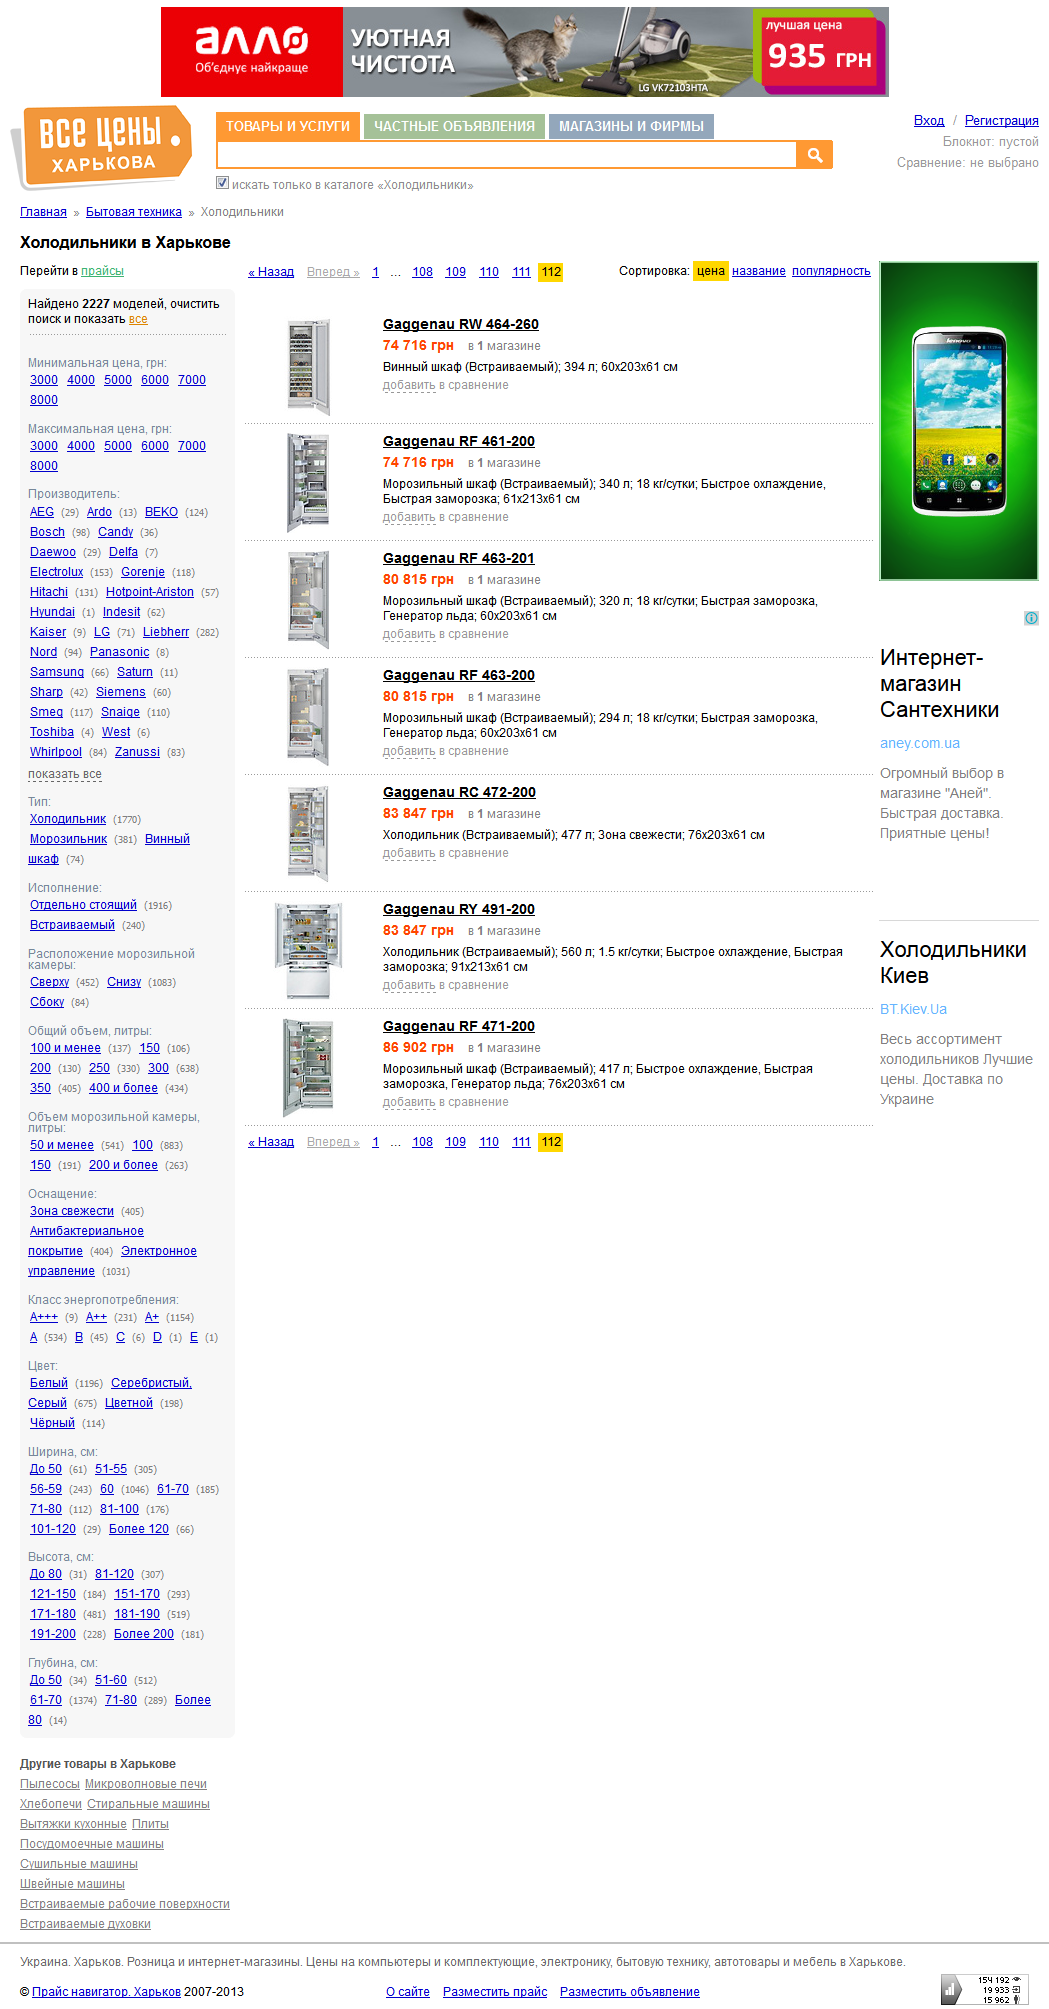 алло
Об'єднує найкраще
УЮТНАЯ
ЧИСТОТА
LG VK72103HTA
лучшая цена
935 ГРН
ВСЕ ЦЕНЫ
ХАРЬКОВА
ТОВАРЫ И УСЛУГИ ЧАСТНЫЕ ОБЪЯВЛЕНИЯ МАГАЗИНЫ И ФИРМЫ
искать только в каталоге «Холодильники»
Вход / Регистрация
Блокнот: пустой
Сравнение: не выбрано
Главная » Бытовая техника » Холодильники
Холодильники в Харькове
Перейти в прайсы
Найдено 2227 моделей, очистить
поиск и показать все
Минимальная цена, грн:
3000 4000 5000 6000 7000
8000
Максимальная цена, грн:
3000 4000 5000 6000 7000
8000
Производитель:
AEG (29) Ardo (13) BEKO (124)
Bosch (98) Candy (36)
Daewoo (29) Delfa (7)
Electrolux (153) Gorenje (118)
Hitachi (131) Hotpoint-Ariston (57)
Hyundai (1) Indesit (62)
Kaiser (9) LG (71) Liebherr (282)
Nord (94) Panasonic (8)
Samsung (66) Saturn (11)
Sharp (42) Siemens (60)
Smeg (117) Snaige (110)
Toshiba (4) West (6)
Whirlpool (84) Zanussi (83)
показать все
Тип:
Холодильник (1770)
Морозильник (381) Винный
шкаф (74)
Исполнение:
Отдельно стоящий (1916)
Встраиваемый (240)
Расположение морозильной
камеры:
Сверху (452) Снизу (1083)
Сбоку (84)
Общий объем, литры:
100 и менее (137) 150 (106)
200 (130) 250 (330) 300 (638)
350 (405) 400 и более (434)
Объем морозильной камеры,
литры:
50 и менее (541) 100 (883)
150 (191) 200 и более (263)
Оснащение:
Зона свежести (405)
Антибактериальное
покрытие (404) Электронное
управление (1031)
Класс энергопотребления:
A+++ (9) A++ (231) A+ (1154)
A (534) B (45) C (6) D (1) E (1)
Цвет:
Белый (1196) Серебристый,
Серый (675) Цветной (198)
Чёрный (114)
Ширина, см:
До 50 (61) 51-55 (305)
56-59 (243) 60 (1046) 61-70 (185)
71-80 (112) 81-100 (176)
101-120 (29) Более 120 (66)
Высота, см:
До 80 (31) 81-120 (307)
121-150 (184) 151-170 (293)
171-180 (481) 181-190 (519)
191-200 (228) Более 200 (181)
Глубина, см:
До 50 (34) 51-60 (512)
61-70 (1374) 71-80 (289) Более
80 (14)
Другие товары в Харькове
Пылесосы Микроволновые печи
Хлебопечи Стиральные машины
Вытяжки кухонные Плиты
Посудомоечные машины
Сушильные машины
Швейные машины
Встраиваемые рабочие поверхности
Встраиваемые духовки
« Назад Вперед » 1 ... 108 109 110 111 112
Сортировка: цена название популярность
Gaggenau RW 464-260
74 716 грн в 1 магазине
Винный шкаф (Встраиваемый); 394 л; 60x203x61 см
добавить в сравнение
Gaggenau RF 461-200
74 716 грн в 1 магазине
Морозильный шкаф (Встраиваемый); 340 л; 18 кг/сутки; Быстрое охлаждение,
Быстрая заморозка; 61x213x61 см
добавить в сравнение
Gaggenau RF 463-201
80 815 грн в 1 магазине
Морозильный шкаф (Встраиваемый); 320 л; 18 кг/сутки; Быстрая заморозка,
Генератор льда; 60x203x61 см
добавить в сравнение
Gaggenau RF 463-200
80 815 грн в 1 магазине
Морозильный шкаф (Встраиваемый); 294 л; 18 кг/сутки; Быстрая заморозка,
Генератор льда; 60x203x61 см
добавить в сравнение
Gaggenau RC 472-200
83 847 грн в 1 магазине
Холодильник (Встраиваемый); 477 л; Зона свежести; 76x203x61 см
добавить в сравнение
Gaggenau RY 491-200
83 847 грн в 1 магазине
Холодильник (Встраиваемый); 560 л; 1.5 кг/сутки; Быстрое охлаждение, Быстрая
заморозка; 91x213x61 см
добавить в сравнение
Gaggenau RF 471-200
86 902 грн в 1 магазине
Морозильный шкаф (Встраиваемый); 417 л; Быстрое охлаждение, Быстрая
заморозка, Генератор льда; 76x203x61 см
добавить в сравнение
« Назад Вперед » 1 ... 108 109 110 111 112
lenovo
Интернет-
магазин
Сантехники
aney.com.ua
Огромный выбор в
магазине "Аней".
Быстрая доставка.
Приятные цены!
Холодильники
Киев
BT.Kiev.Ua
Весь ассортимент
холодильников Лучшие
цены. Доставка по
Украине
Украина. Харьков. Розница и интернет-магазины. Цены на компьютеры и комплектующие, электронику, бытовую технику, автотовары и мебель в Харькове.
© Прайс навигатор. Харьков 2007-2013
О сайте Разместить прайс Разместить объявление
154 192
19 933
15 962